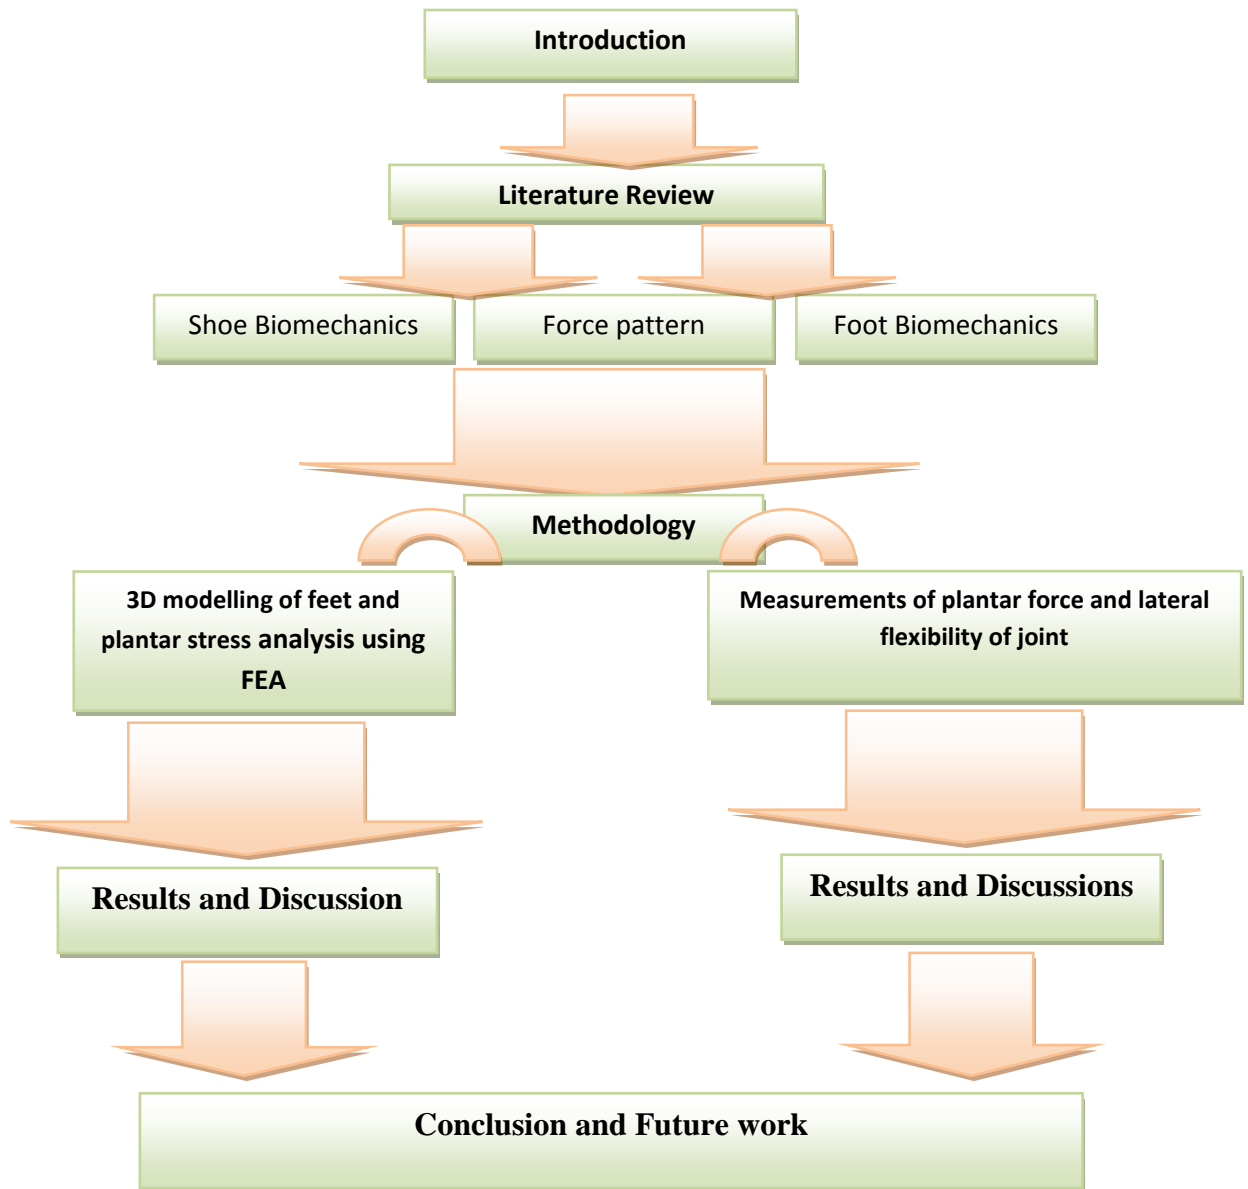 Introduction
Literature Review
Shoe Biomechanics
Force pattern
Foot Biomechanics
Methodology
3D modelling of feet and
plantar stress analysis using
FEA
Measurements of plantar force and lateral
flexibility of joint
Results and Discussion
Results and Discussions
Conclusion and Future work